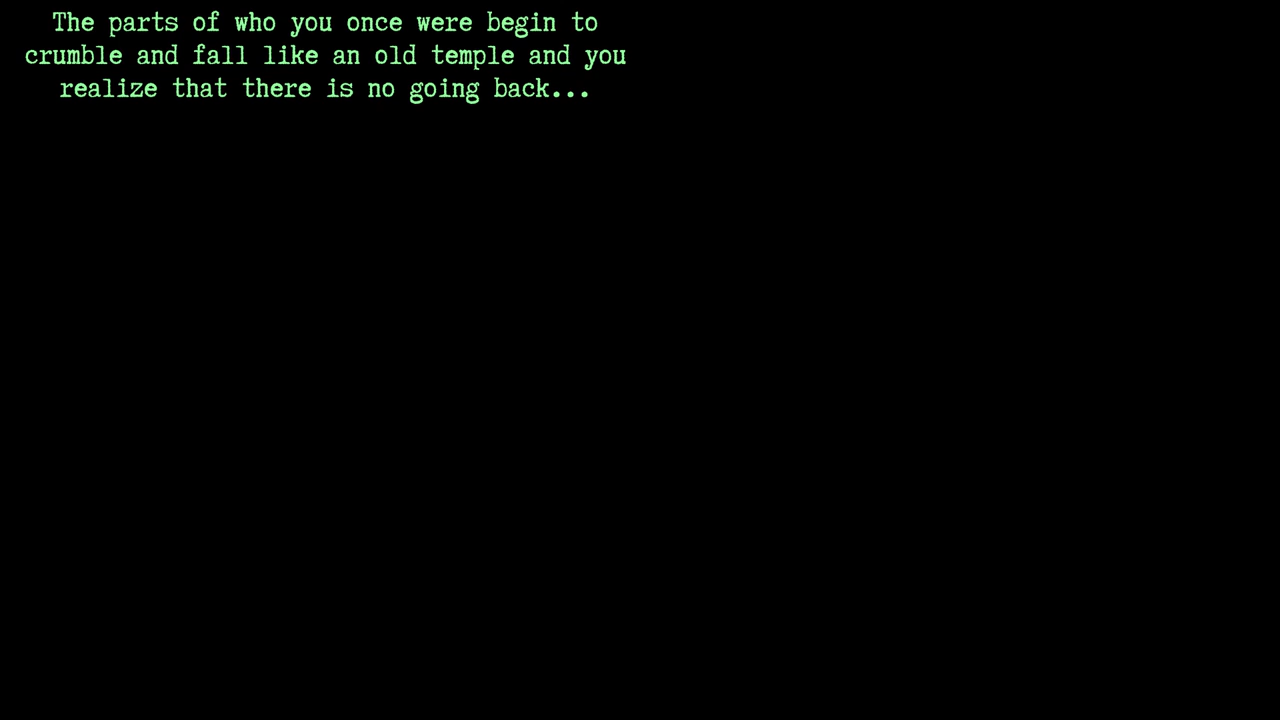 The parts of who you once were begin to
crumble and fall like an old temple and you
realize that there is no going back...